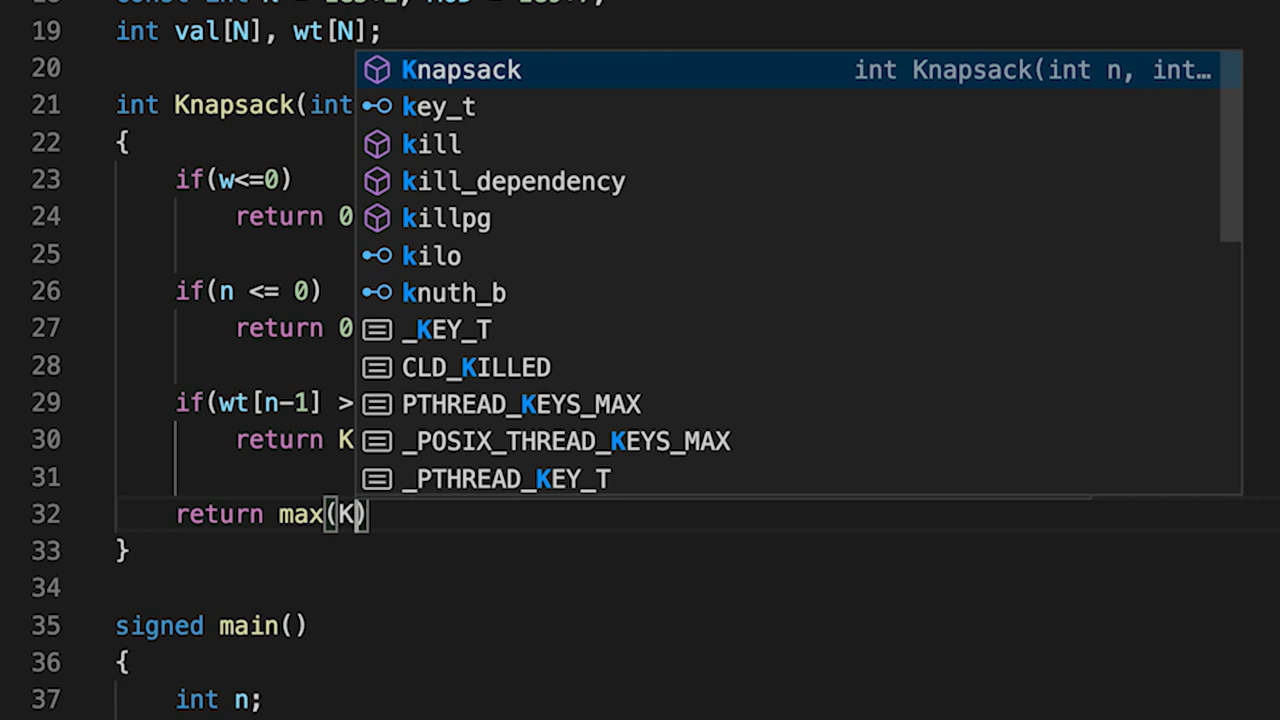 19 int val[N], wt[N];
20 Knapsack int Knapsack(int n, int…
21 int Knapsack(int key_t
22 { kill
23 if(w<=0) kill_dependency
24 return 0 killpg
25 kilo
26 if(n <= 0) knuth_b
27 return 0 _KEY_T
28 CLD_KILLED
29 if(wt[n-1] > PTHREAD_KEYS_MAX
30 return K _POSIX_THREAD_KEYS_MAX
31 _PTHREAD_KEY_T
32 return max(K)
33 }
34
35 signed main()
36 {
37 int n;